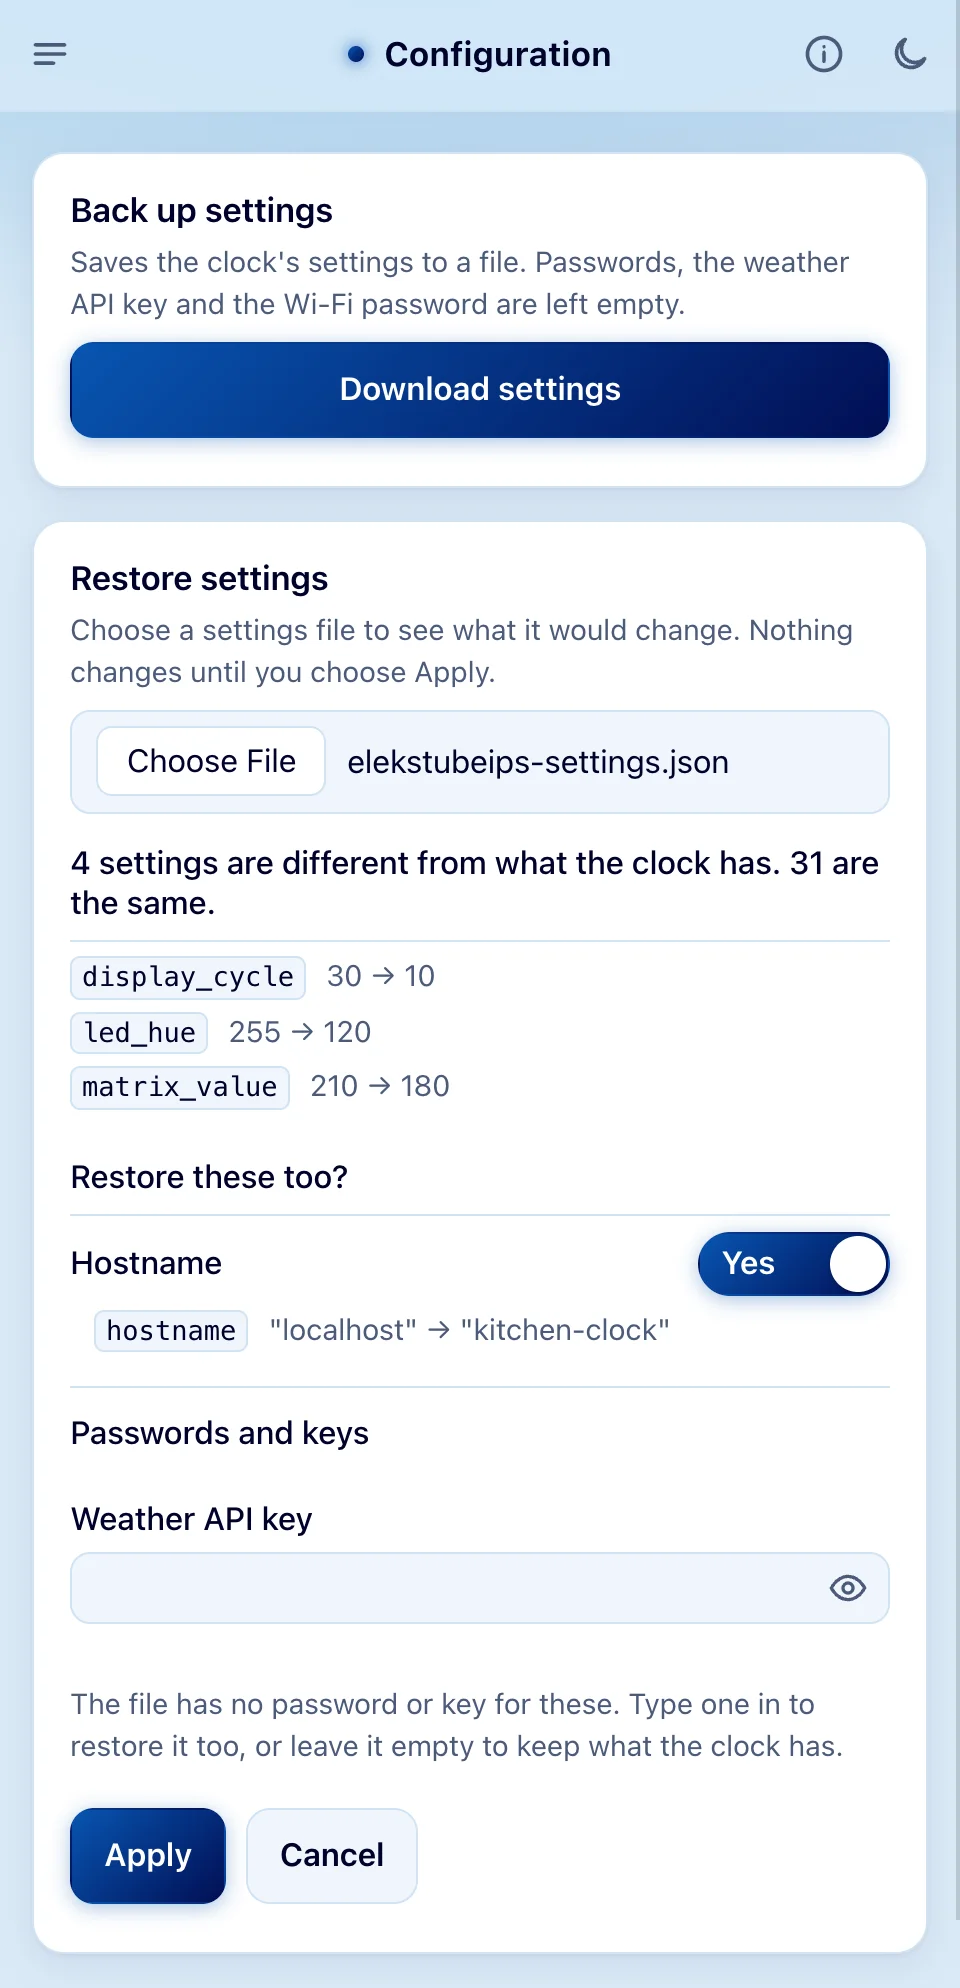 Configuration
Back up settings
Saves the clock's settings to a file. Passwords, the weather
API key and the Wi-Fi password are left empty.
Download settings
Restore settings
Choose a settings file to see what it would change. Nothing
changes until you choose Apply.
Choose File elekstubeips-settings.json
4 settings are different from what the clock has. 31 are
the same.
display_cycle 30 → 10
led_hue 255 → 120
matrix_value 210 → 180
Restore these too?
Hostname Yes
hostname "localhost" → "kitchen-clock"
Passwords and keys
Weather API key
The file has no password or key for these. Type one in to
restore it too, or leave it empty to keep what the clock has.
Apply Cancel